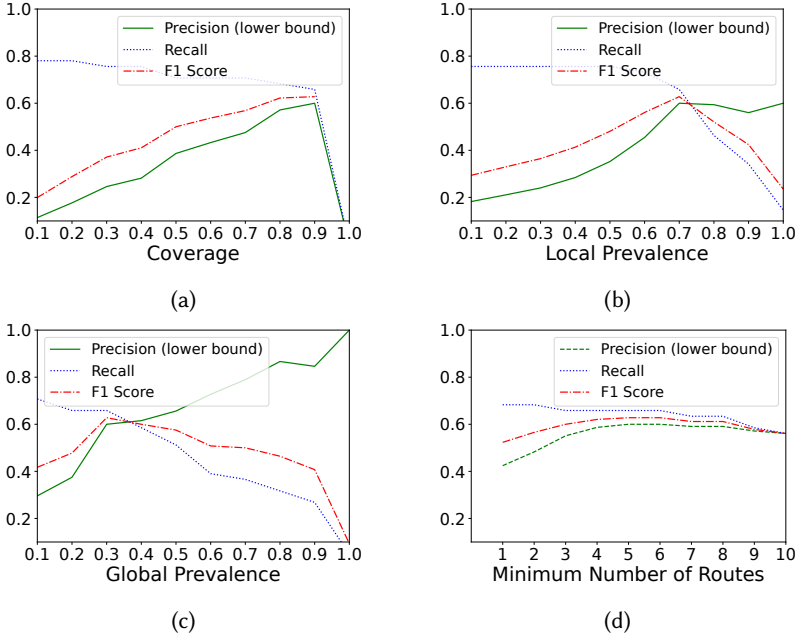 1.0
0.8
0.6
0.4
0.2
Precision (lower bound)
Recall
F1 Score
0.1 0.2 0.3 0.4 0.5 0.6 0.7 0.8 0.9 1.0
Coverage
(a)
1.0
0.8
0.6
0.4
0.2
Precision (lower bound)
Recall
F1 Score
0.1 0.2 0.3 0.4 0.5 0.6 0.7 0.8 0.9 1.0
Local Prevalence
(b)
1.0
0.8
0.6
0.4
0.2
Precision (lower bound)
Recall
F1 Score
0.1 0.2 0.3 0.4 0.5 0.6 0.7 0.8 0.9 1.0
Global Prevalence
(c)
1.0
0.8
0.6
0.4
0.2
Precision (lower bound)
Recall
F1 Score
1 2 3 4 5 6 7 8 9 10
Minimum Number of Routes
(d)